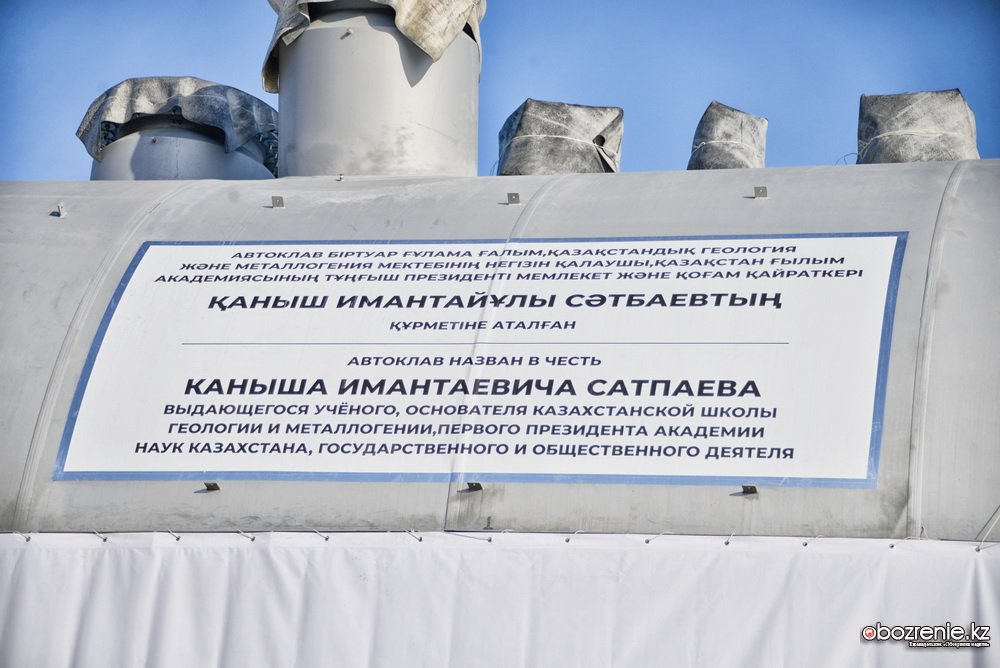 АВТОКЛАВ БІРТУАР ҒҰЛАМА ҒАЛЫМ,ҚАЗАҚСТАНДЫҚ ГЕОЛОГИЯ
ЖӘНЕ МЕТАЛЛОГЕНИЯ МЕКТЕБІНІҢ НЕГІЗІН ҚАЛАУШЫ,ҚАЗАҚСТАН ҒЫЛЫМ
АКАДЕМИЯСЫНЫҢ ТҰҢҒЫШ ПРЕЗИДЕНТІ МЕМЛЕКЕТ ЖӘНЕ ҚОҒАМ ҚАЙРАТКЕРІ
ҚАНЫШ ИМАНТАЙҰЛЫ СӘТБАЕВТЫҢ
ҚҰРМЕТІНЕ АТАЛҒАН
АВТОКЛАВ НАЗВАН В ЧЕСТЬ
КАНЫША ИМАНТАЕВИЧА САТПАЕВА
ВЫДАЮЩЕГОСЯ УЧЁНОГО, ОСНОВАТЕЛЯ КАЗАХСТАНСКОЙ ШКОЛЫ
ГЕОЛОГИИ И МЕТАЛЛОГЕНИИ,ПЕРВОГО ПРЕЗИДЕНТА АКАДЕМИИ
НАУК КАЗАХСТАНА, ГОСУДАРСТВЕННОГО И ОБЩЕСТВЕННОГО ДЕЯТЕЛЯ
obozrenie.kz